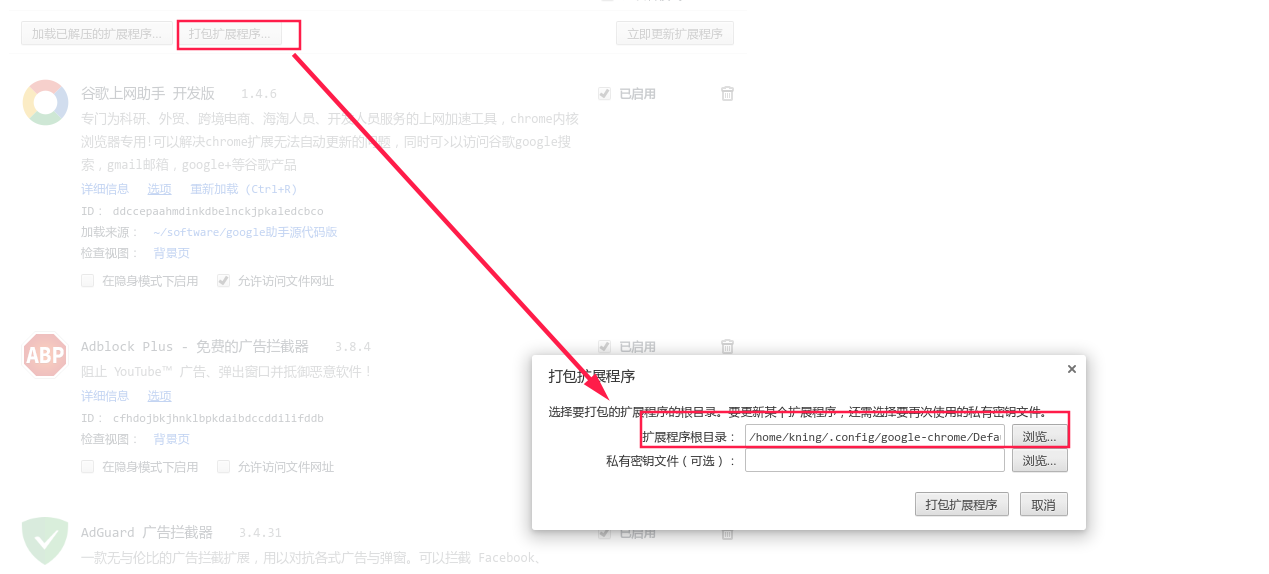 加载已解压的扩展程序... 打包扩展程序... 立即更新扩展程序
谷歌上网助手 开发版 1.4.6 已启用
专门为科研、外贸、跨境电商、海淘人员、开发人员服务的上网加速工具，chrome内核
浏览器专用!可以解决chrome扩展无法自动更新的问题，同时可>以访问谷歌google搜
索，gmail邮箱，google+等谷歌产品
详细信息 选项 重新加载 (Ctrl+R)
ID： ddccepaahmdinkdbelnckjpkaledcbco
加载来源： ~/software/google助手源代码版
检查视图： 背景页
在隐身模式下启用 允许访问文件网址
ABP
Adblock Plus - 免费的广告拦截器 3.8.4 已启用
阻止 YouTube™ 广告、弹出窗口并抵御恶意软件！
详细信息 选项
ID： cfhdojbkjhnklbpkdaibdccddilifddb
检查视图： 背景页
在隐身模式下启用 允许访问文件网址
AdGuard 广告拦截器 3.4.31 已启用
一款无与伦比的广告拦截扩展，用以对抗各式广告与弹窗。可以拦截 Facebook、
打包扩展程序 ×
选择要打包的扩展程序的根目录。要更新某个扩展程序，还需选择要再次使用的私有密钥文件。
扩展程序根目录： /home/kning/.config/google-chrome/Defau 浏览...
私有密钥文件（可选）： 浏览...
打包扩展程序 取消